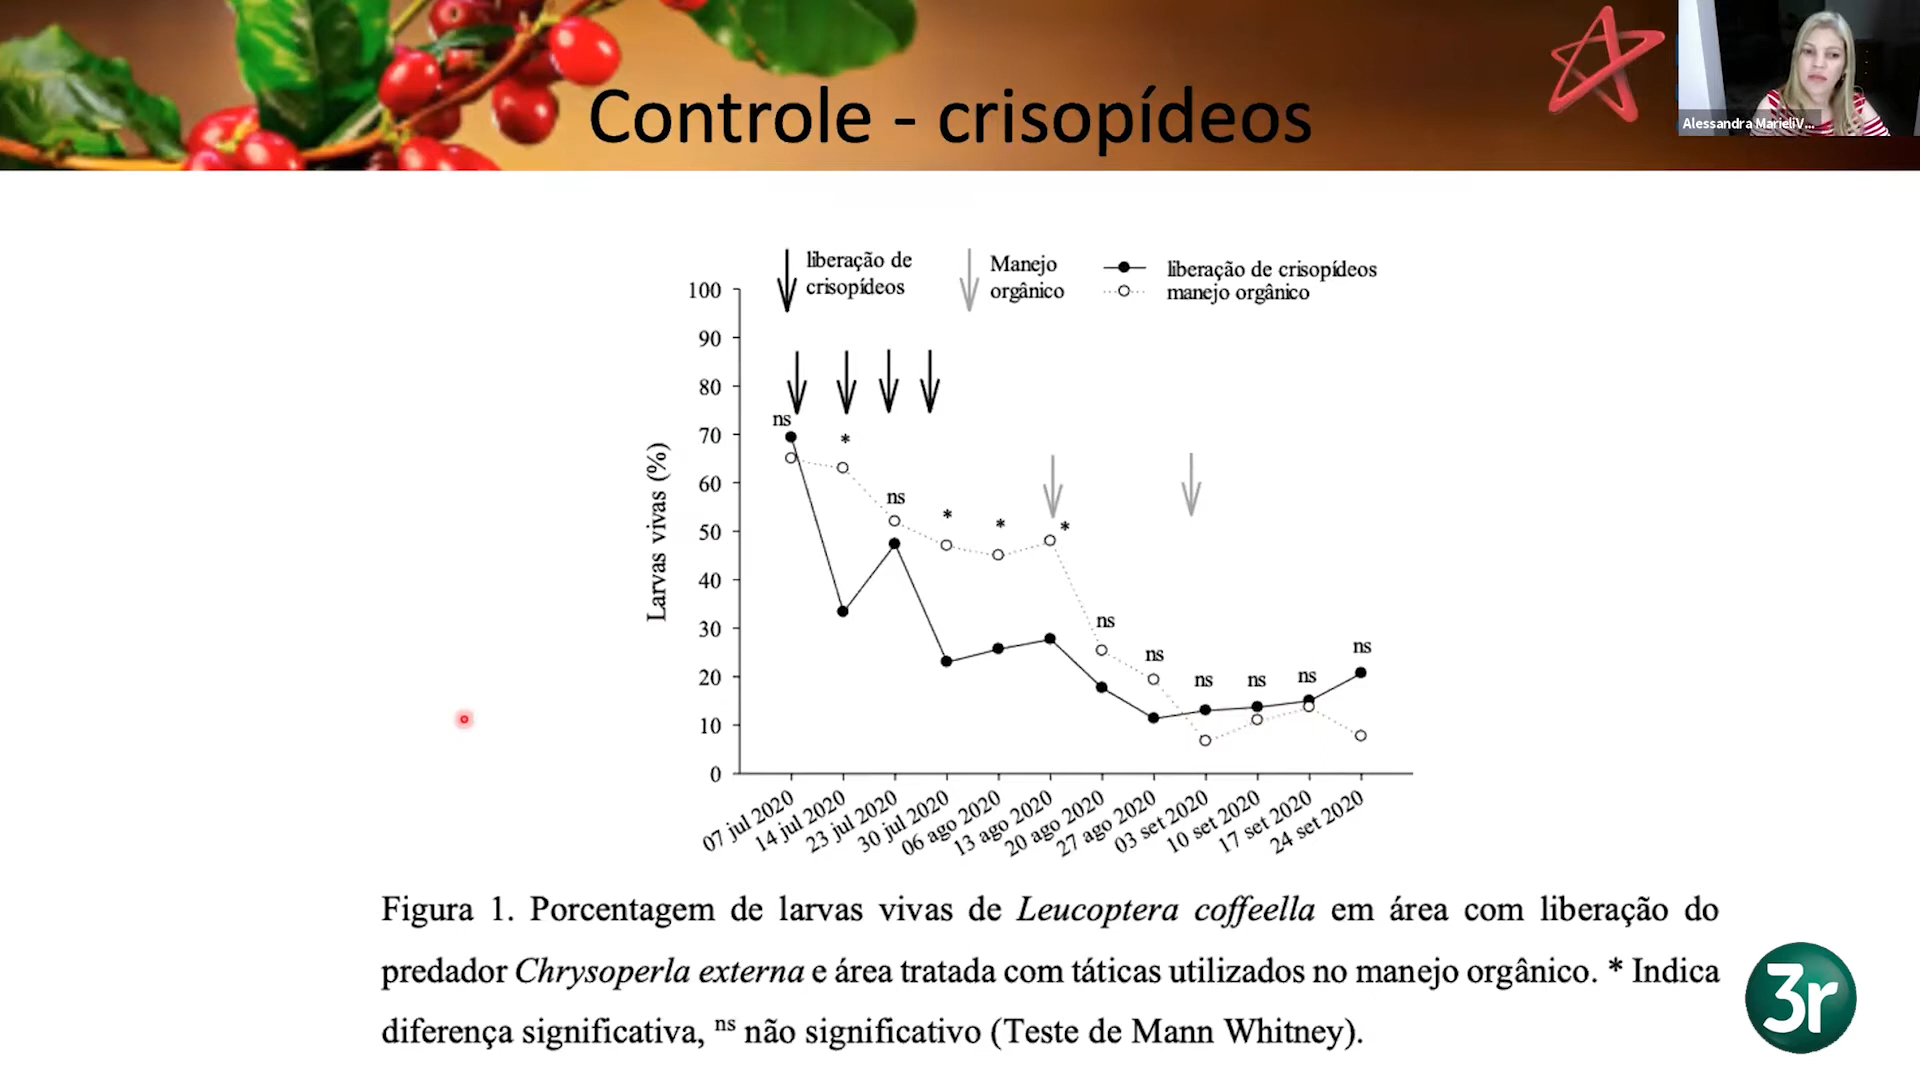 Controle - crisopídeos
Alessandra MarieliV...
liberação de
crisopídeos
Manejo
orgânico
liberação de crisopídeos
manejo orgânico
100
90
80
70
60
50
40
30
20
10
0
Larvas vivas (%)
ns
*
ns
*
*
*
ns
ns
ns
ns
ns
ns
07 jul 2020
14 jul 2020
23 jul 2020
30 jul 2020
06 ago 2020
13 ago 2020
20 ago 2020
27 ago 2020
03 set 2020
10 set 2020
17 set 2020
24 set 2020
Figura 1. Porcentagem de larvas vivas de Leucoptera coffeella em área com liberação do
predador Chrysoperla externa e área tratada com táticas utilizados no manejo orgânico. * Indica
diferença significativa, ns não significativo (Teste de Mann Whitney).
3r